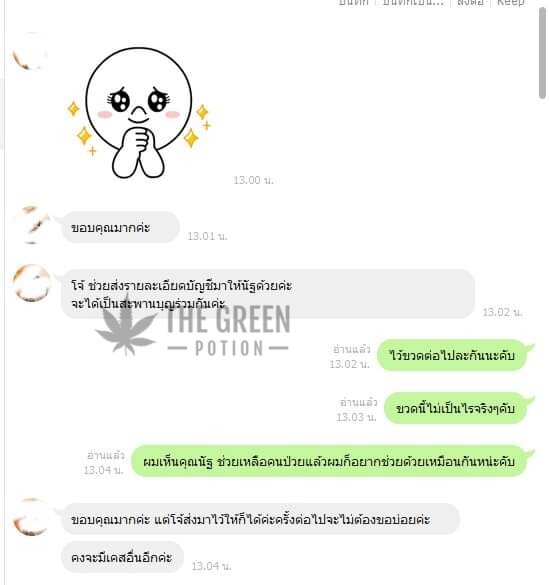 บันทึก | บันทึกเป็น... | ส่งต่อ | Keep
13.00 น.
ขอบคุณมากค่ะ
13.01 น.
โจ้ ช่วยส่งรายละเอียดบัญชีมาให้นัฐด้วยค่ะ
จะได้เป็นสะพานบุญร่วมกันค่ะ
13.02 น.
THE GREEN
POTION
อ่านแล้ว
13.02 น.
ไว้ขวดต่อไปละกันนะคับ
อ่านแล้ว
13.03 น.
ขวดนี้ไม่เป็นไรจริงๆคับ
อ่านแล้ว
13.04 น.
ผมเห็นคุณนัฐ ช่วยเหลือคนป่วยแล้วผมก็อยากช่วยด้วยเหมือนกันหน่ะคับ
ขอบคุณมากค่ะ แต่โจ้ส่งมาไว้ให้ก็ได้ค่ะครั้งต่อไปจะไม่ต้องขอบ่อยค่ะ
คงจะมีเคสอื่นอีกค่ะ
13.04 น.